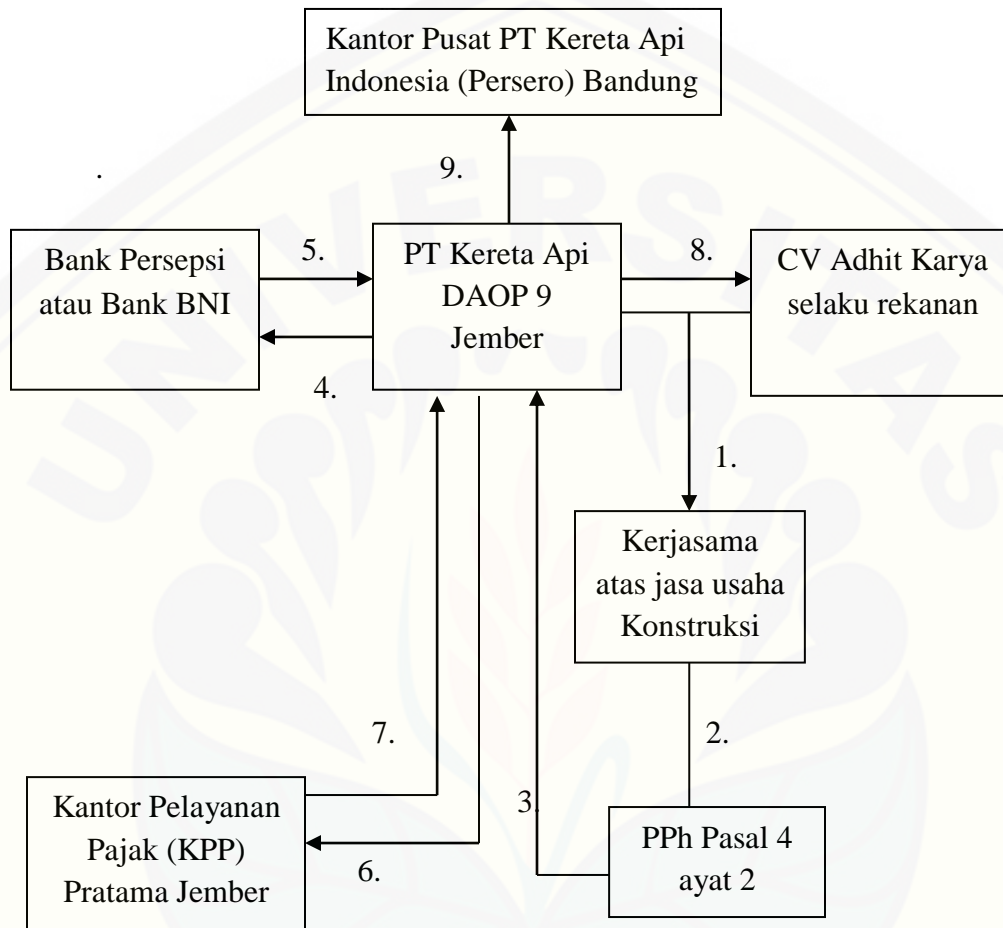 Kantor Pusat PT Kereta Api
Indonesia (Persero) Bandung
.
9.
Bank Persepsi
atau Bank BNI
5.
4.
PT Kereta Api
DAOP 9
Jember
8.
CV Adhit Karya
selaku rekanan
1.
Kerjasama
atas jasa usaha
Konstruksi
2.
7.
3.
6.
Kantor Pelayanan
Pajak (KPP)
Pratama Jember
PPh Pasal 4
ayat 2
UNIVERSITAS